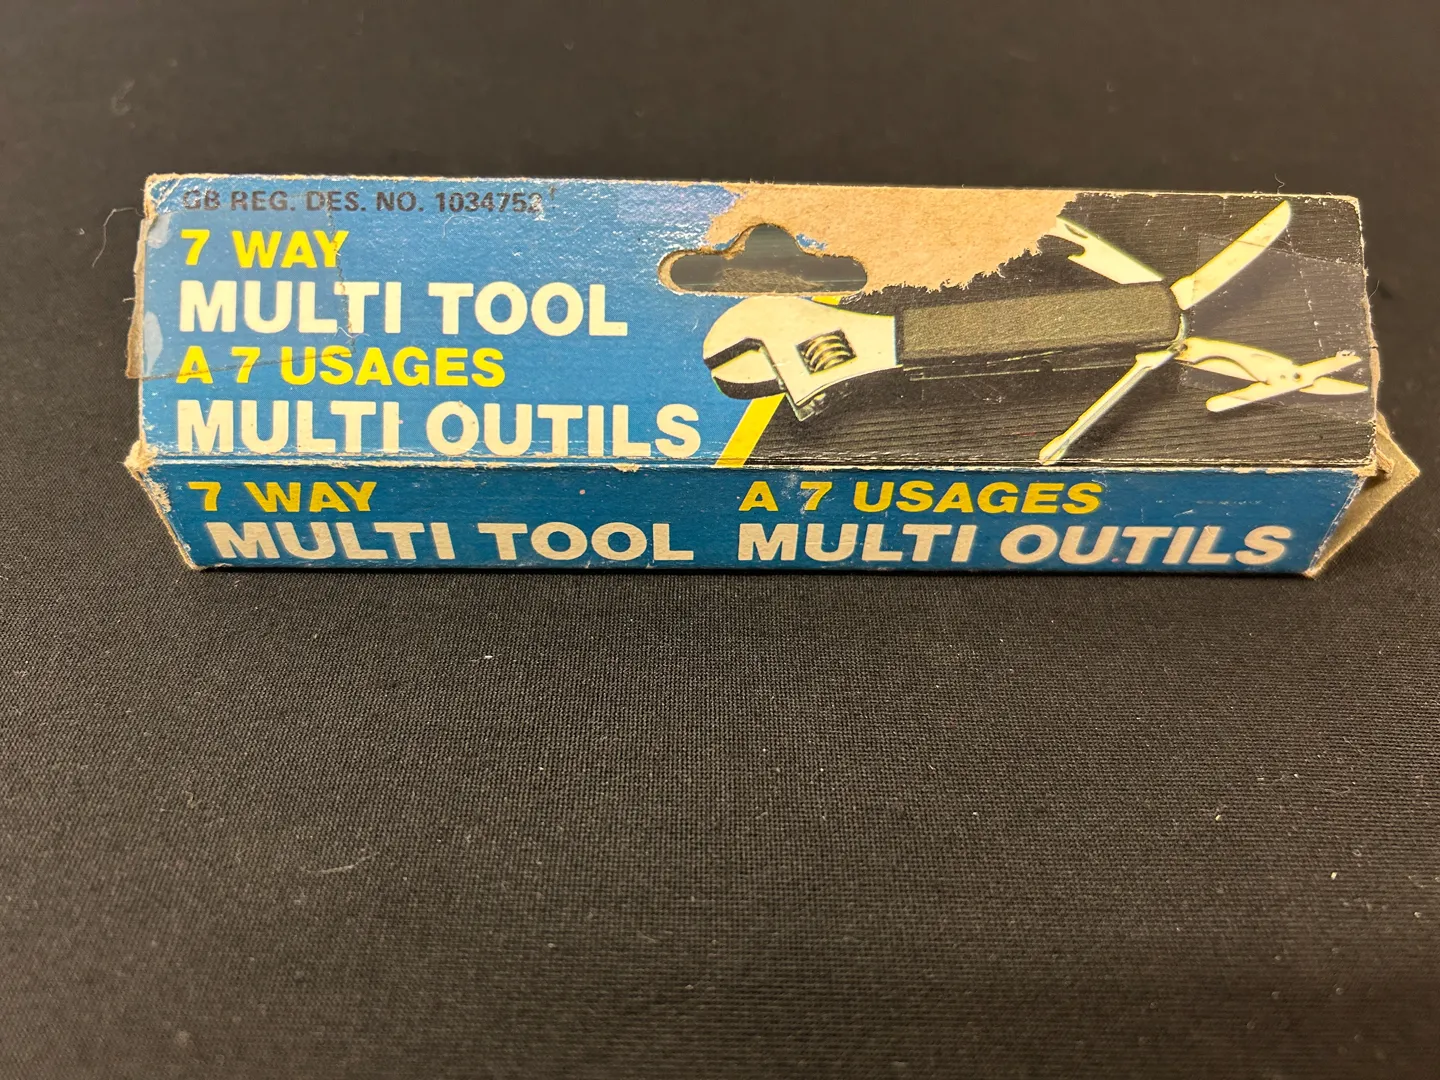 GB REG. DES. NO. 1034752
7 WAY
MULTI TOOL
A 7 USAGES
MULTI OUTILS
7 WAY
MULTI TOOL
A 7 USAGES
MULTI OUTILS